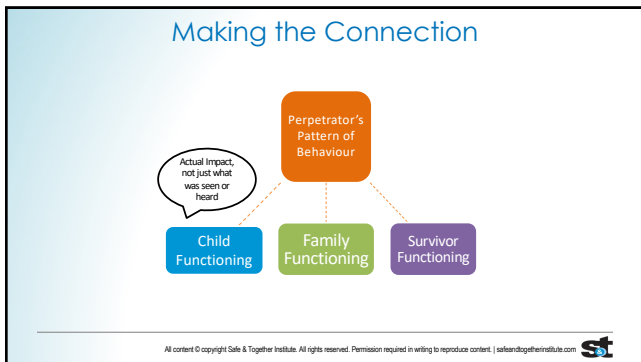 Making the Connection
Perpetrator's
Pattern of
Behaviour
Actual Impact,
not just what
was seen or
heard
Child
Functioning
Family
Functioning
Survivor
Functioning
All content © copyright Safe & Together Institute. All rights reserved. Permission required in writing to reproduce content. | safeandtogetherinstitute.com
s&t